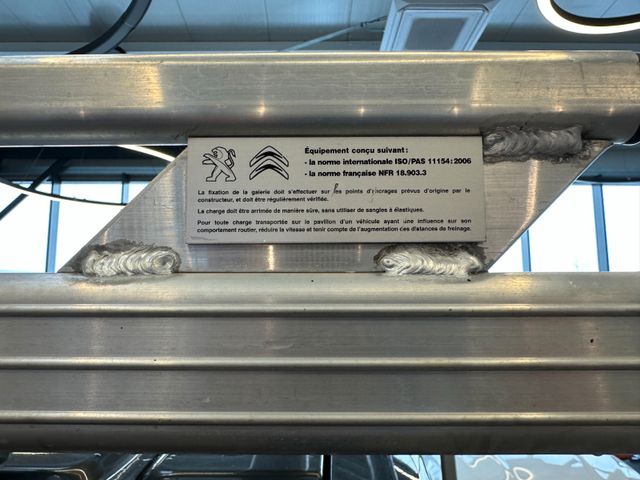 Équipement conçu suivant :
- la norme internationale ISO/PAS 11154:2006
- la norme française NFR 18.903.3
La fixation de la galerie doit s'effectuer sur les points d'ancrages prévus d'origine par le
constructeur, et doit être régulièrement vérifiée.
La charge doit être arrimée de manière sûre, sans utiliser de sangles à élastiques.
Pour toute charge transportée sur le pavillon d'un véhicule ayant une influence sur son
comportement routier, réduire la vitesse et tenir compte de l'augmentation des distances de freinage.